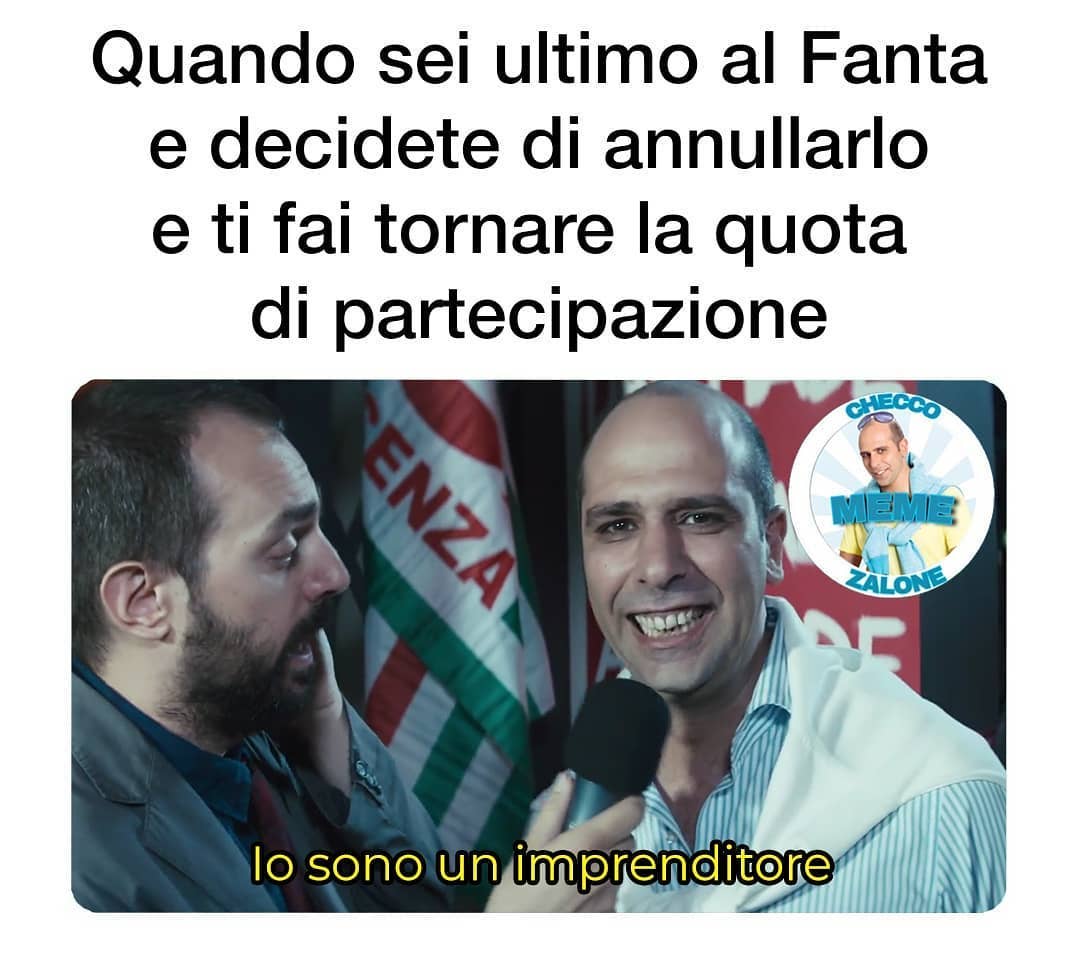 Quando sei ultimo al Fanta
e decidete di annullarlo
e ti fai tornare la quota
di partecipazione
CHECCO
MEME
ZALONE
ENZA
Io sono un imprenditore